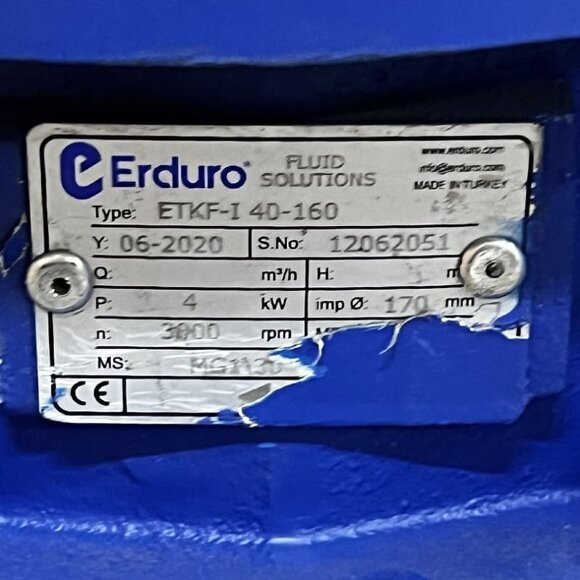 Erduro FLUID SOLUTIONS
www.erduro.com
info@erduro.com
MADE IN TURKEY
Type: ETKF-I 40-160
Y: 06-2020 S.No: 12062051
Q: m³/h H: m
P: 4 kW imp Ø: 170 mm
n: 3000 rpm
MS:
CE